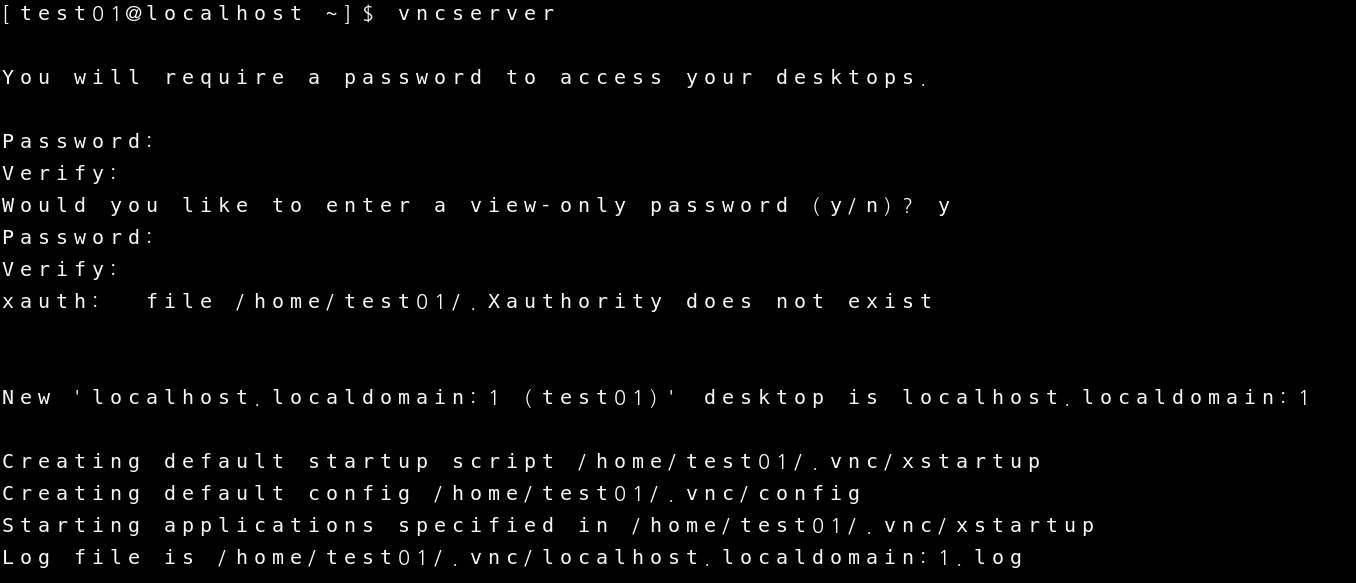 [test01@localhost ~]$ vncserver
You will require a password to access your desktops.
Password:
Verify:
Would you like to enter a view-only password (y/n)? y
Password:
Verify:
xauth:  file /home/test01/.Xauthority does not exist
New 'localhost.localdomain:1 (test01)' desktop is localhost.localdomain:1
Creating default startup script /home/test01/.vnc/xstartup
Creating default config /home/test01/.vnc/config
Starting applications specified in /home/test01/.vnc/xstartup
Log file is /home/test01/.vnc/localhost.localdomain:1.log